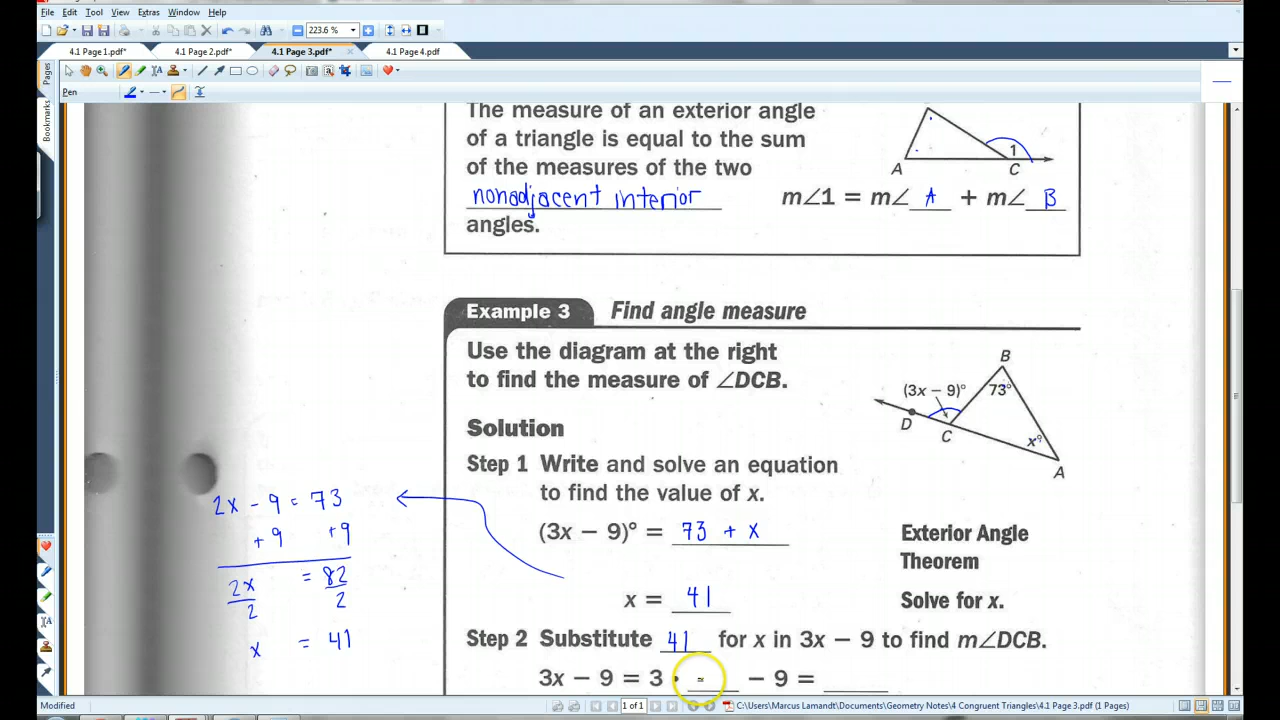 File Edit Tool View Extras Window Help
223.6 %
4.1 Page 1.pdf* 4.1 Page 2.pdf* 4.1 Page 3.pdf* 4.1 Page 4.pdf
Pen
Pages
Bookmarks
The measure of an exterior angle
of a triangle is equal to the sum
of the measures of the two
nonadjacent interior
angles.
1
A C
m∠1 = m∠ A + m∠ B
Example 3 Find angle measure
Use the diagram at the right
to find the measure of ∠DCB.
B
(3x − 9)° 73°
D C x° A
Solution
Step 1 Write and solve an equation
to find the value of x.
(3x − 9)° = 73 + x
Exterior Angle
Theorem
x = 41
Solve for x.
2x - 9 = 73
+9 +9
2x = 82
2 2
x = 41
Step 2 Substitute 41 for x in 3x − 9 to find m∠DCB.
3x − 9 = 3 • ___ − 9 = ___
Modified
1 of 1
C:\Users\Marcus Lamandt\Documents\Geometry Notes\4 Congruent Triangles\4.1 Page 3.pdf (1 Pages)